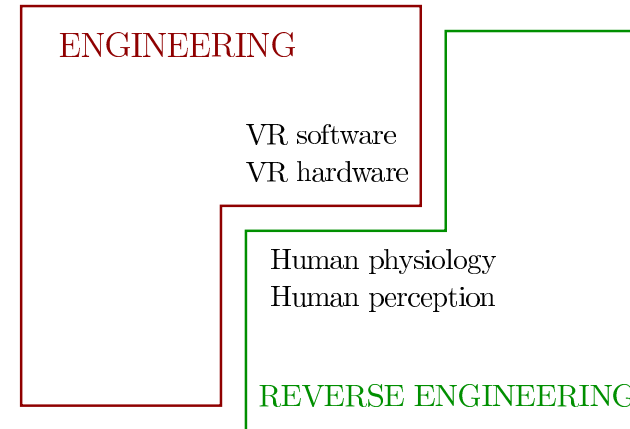 ENGINEERING
VR software
VR hardware
Human physiology
Human perception
REVERSE ENGINEERING